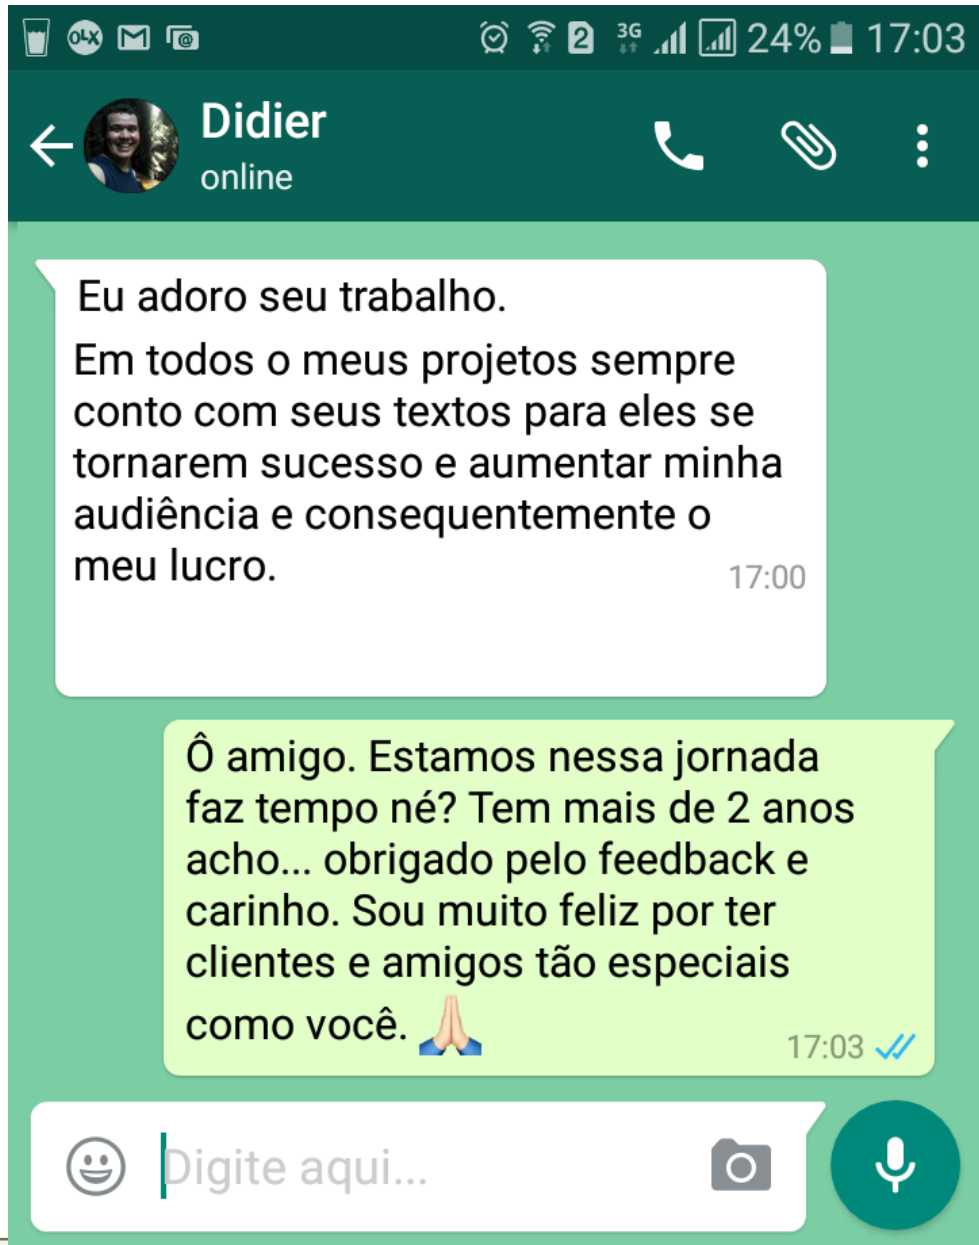 OLX 2 3G 24% 17:03
Didier
online
Eu adoro seu trabalho.
Em todos o meus projetos sempre
conto com seus textos para eles se
tornarem sucesso e aumentar minha
audiência e consequentemente o
meu lucro.
17:00
Ô amigo. Estamos nessa jornada
faz tempo né? Tem mais de 2 anos
acho... obrigado pelo feedback e
carinho. Sou muito feliz por ter
clientes e amigos tão especiais
como você. 🙏🏻
17:03
Digite aqui...